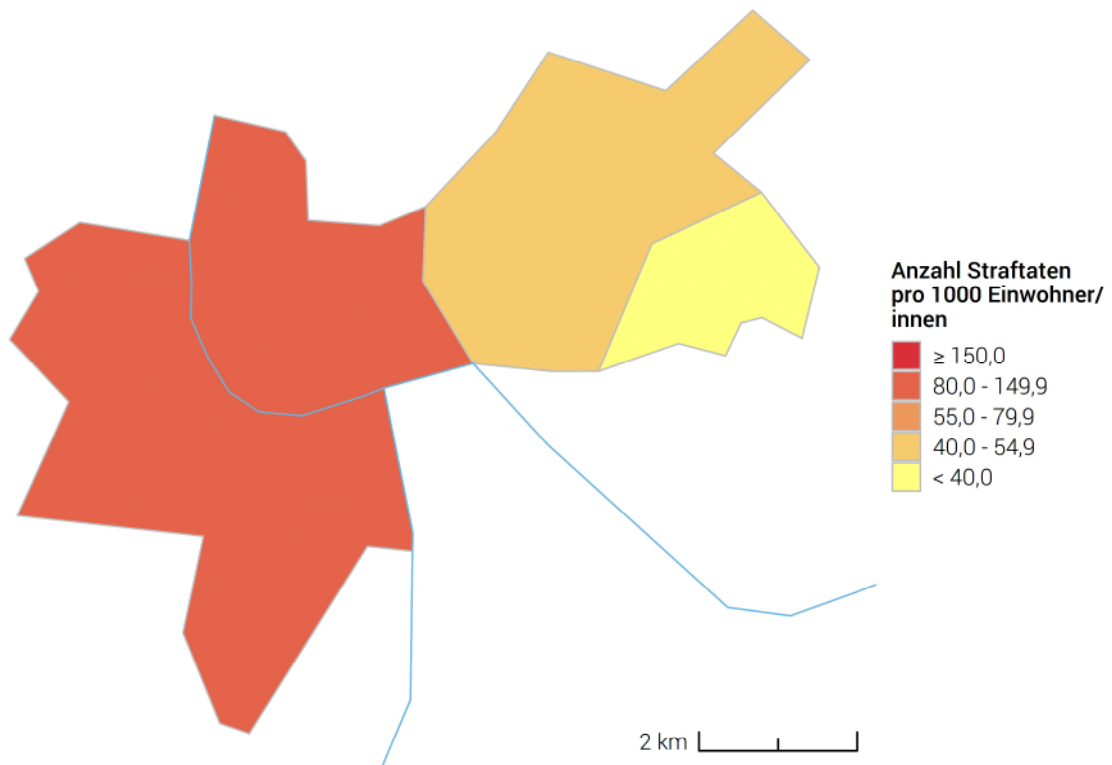 Anzahl Straftaten
pro 1000 Einwohner/
innen
≥ 150,0
80,0 - 149,9
55,0 - 79,9
40,0 - 54,9
< 40,0
2 km